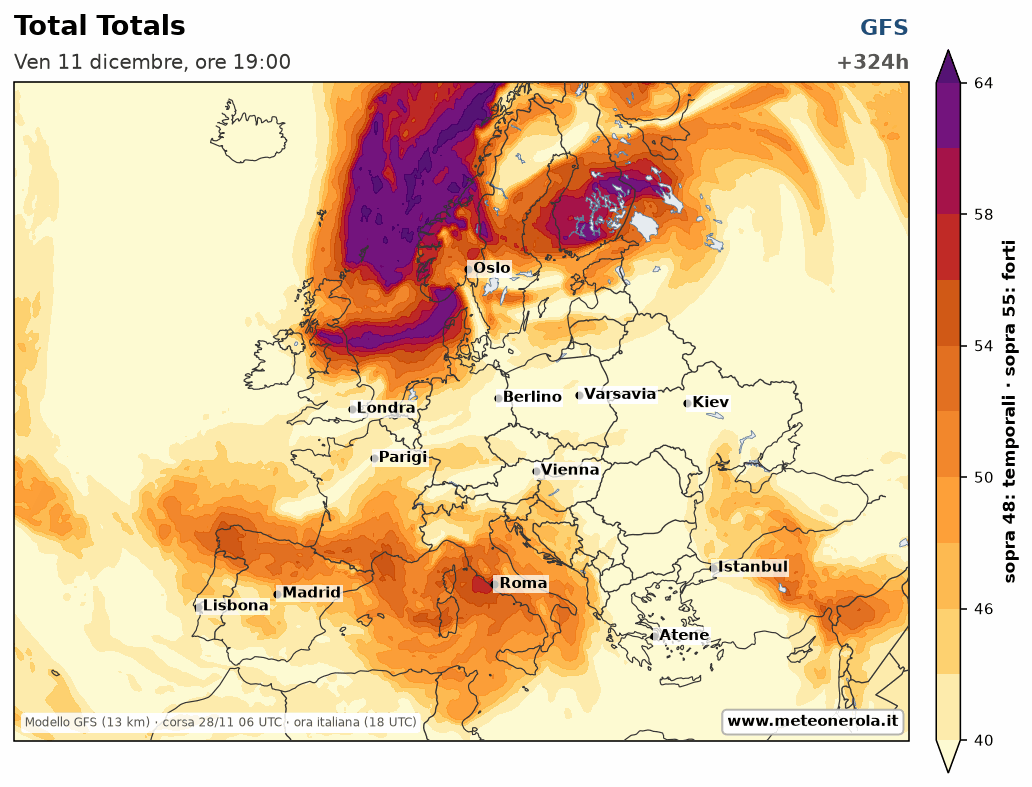 Total Totals
GFS
Ven 11 dicembre, ore 19:00
+324h
64
58
54
50
46
40
sopra 48: temporali · sopra 55: forti
Oslo
Londra
Berlino
Varsavia
Kiev
Parigi
Vienna
Istanbul
Roma
Madrid
Lisbona
Atene
Modello GFS (13 km) · corsa 28/11 06 UTC · ora italiana (18 UTC)
www.meteonerola.it